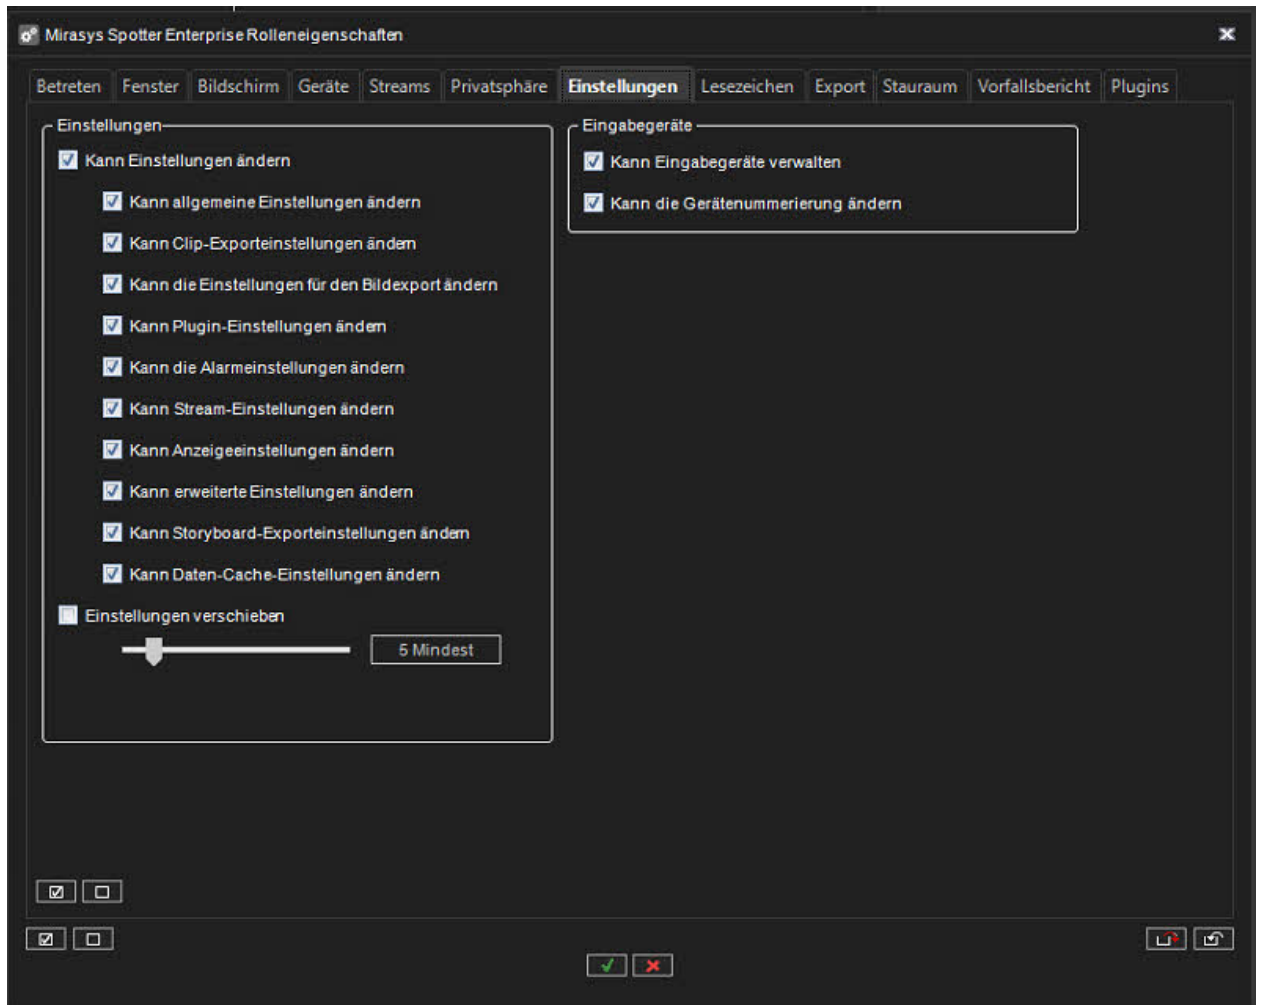 Mirasys Spotter Enterprise Rolleneigenschaften
Betreten Fenster Bildschirm Geräte Streams Privatsphäre Einstellungen Lesezeichen Export Stauraum Vorfallsbericht Plugins
Einstellungen
Kann Einstellungen ändern
Kann allgemeine Einstellungen ändern
Kann Clip-Exporteinstellungen ändern
Kann die Einstellungen für den Bildexport ändern
Kann Plugin-Einstellungen ändern
Kann die Alarmeinstellungen ändern
Kann Stream-Einstellungen ändern
Kann Anzeigeeinstellungen ändern
Kann erweiterte Einstellungen ändern
Kann Storyboard-Exporteinstellungen ändern
Kann Daten-Cache-Einstellungen ändern
Einstellungen verschieben
5 Mindest
Eingabegeräte
Kann Eingabegeräte verwalten
Kann die Gerätenummerierung ändern